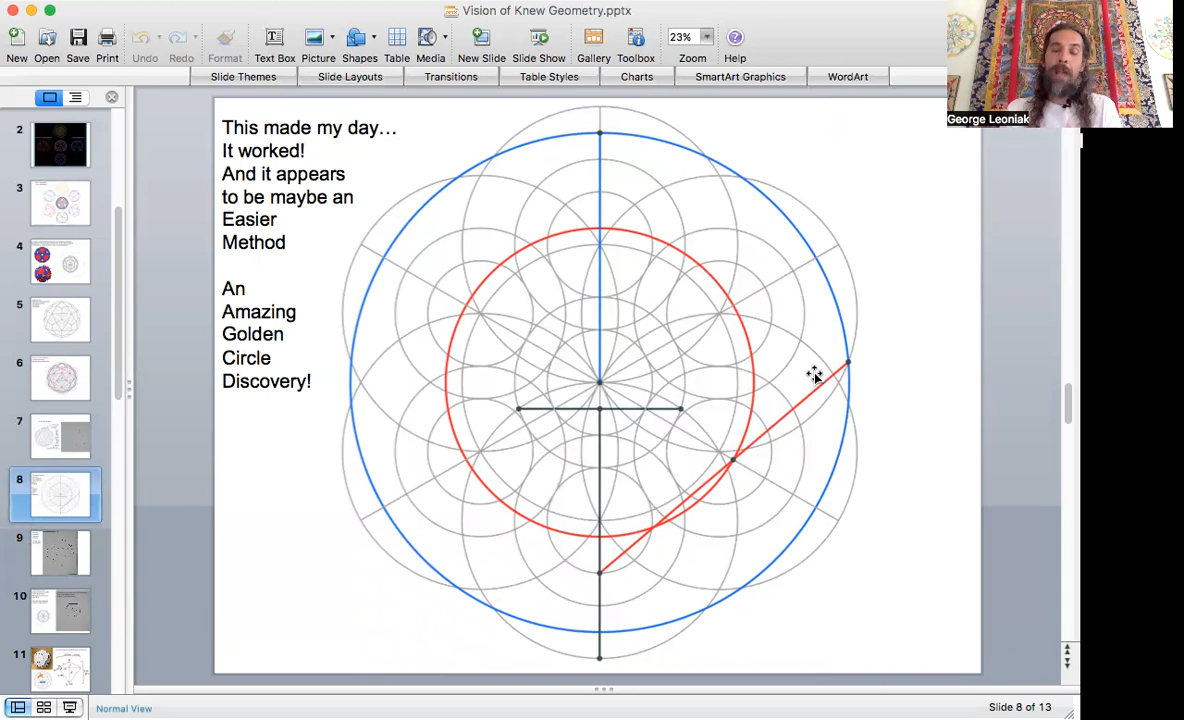 Vision of Knew Geometry.pptx
New Open Save Print Undo Redo Format Text Box Picture Shapes Table Media New Slide Slide Show Gallery Toolbox 23% Zoom Help
Slide Themes Slide Layouts Transitions Table Styles Charts SmartArt Graphics WordArt
George Leoniak
2
3
4
5
6
7
8
9
10
11
This made my day…
It worked!
And it appears
to be maybe an
Easier
Method
An
Amazing
Golden
Circle
Discovery!
Normal View
Slide 8 of 13